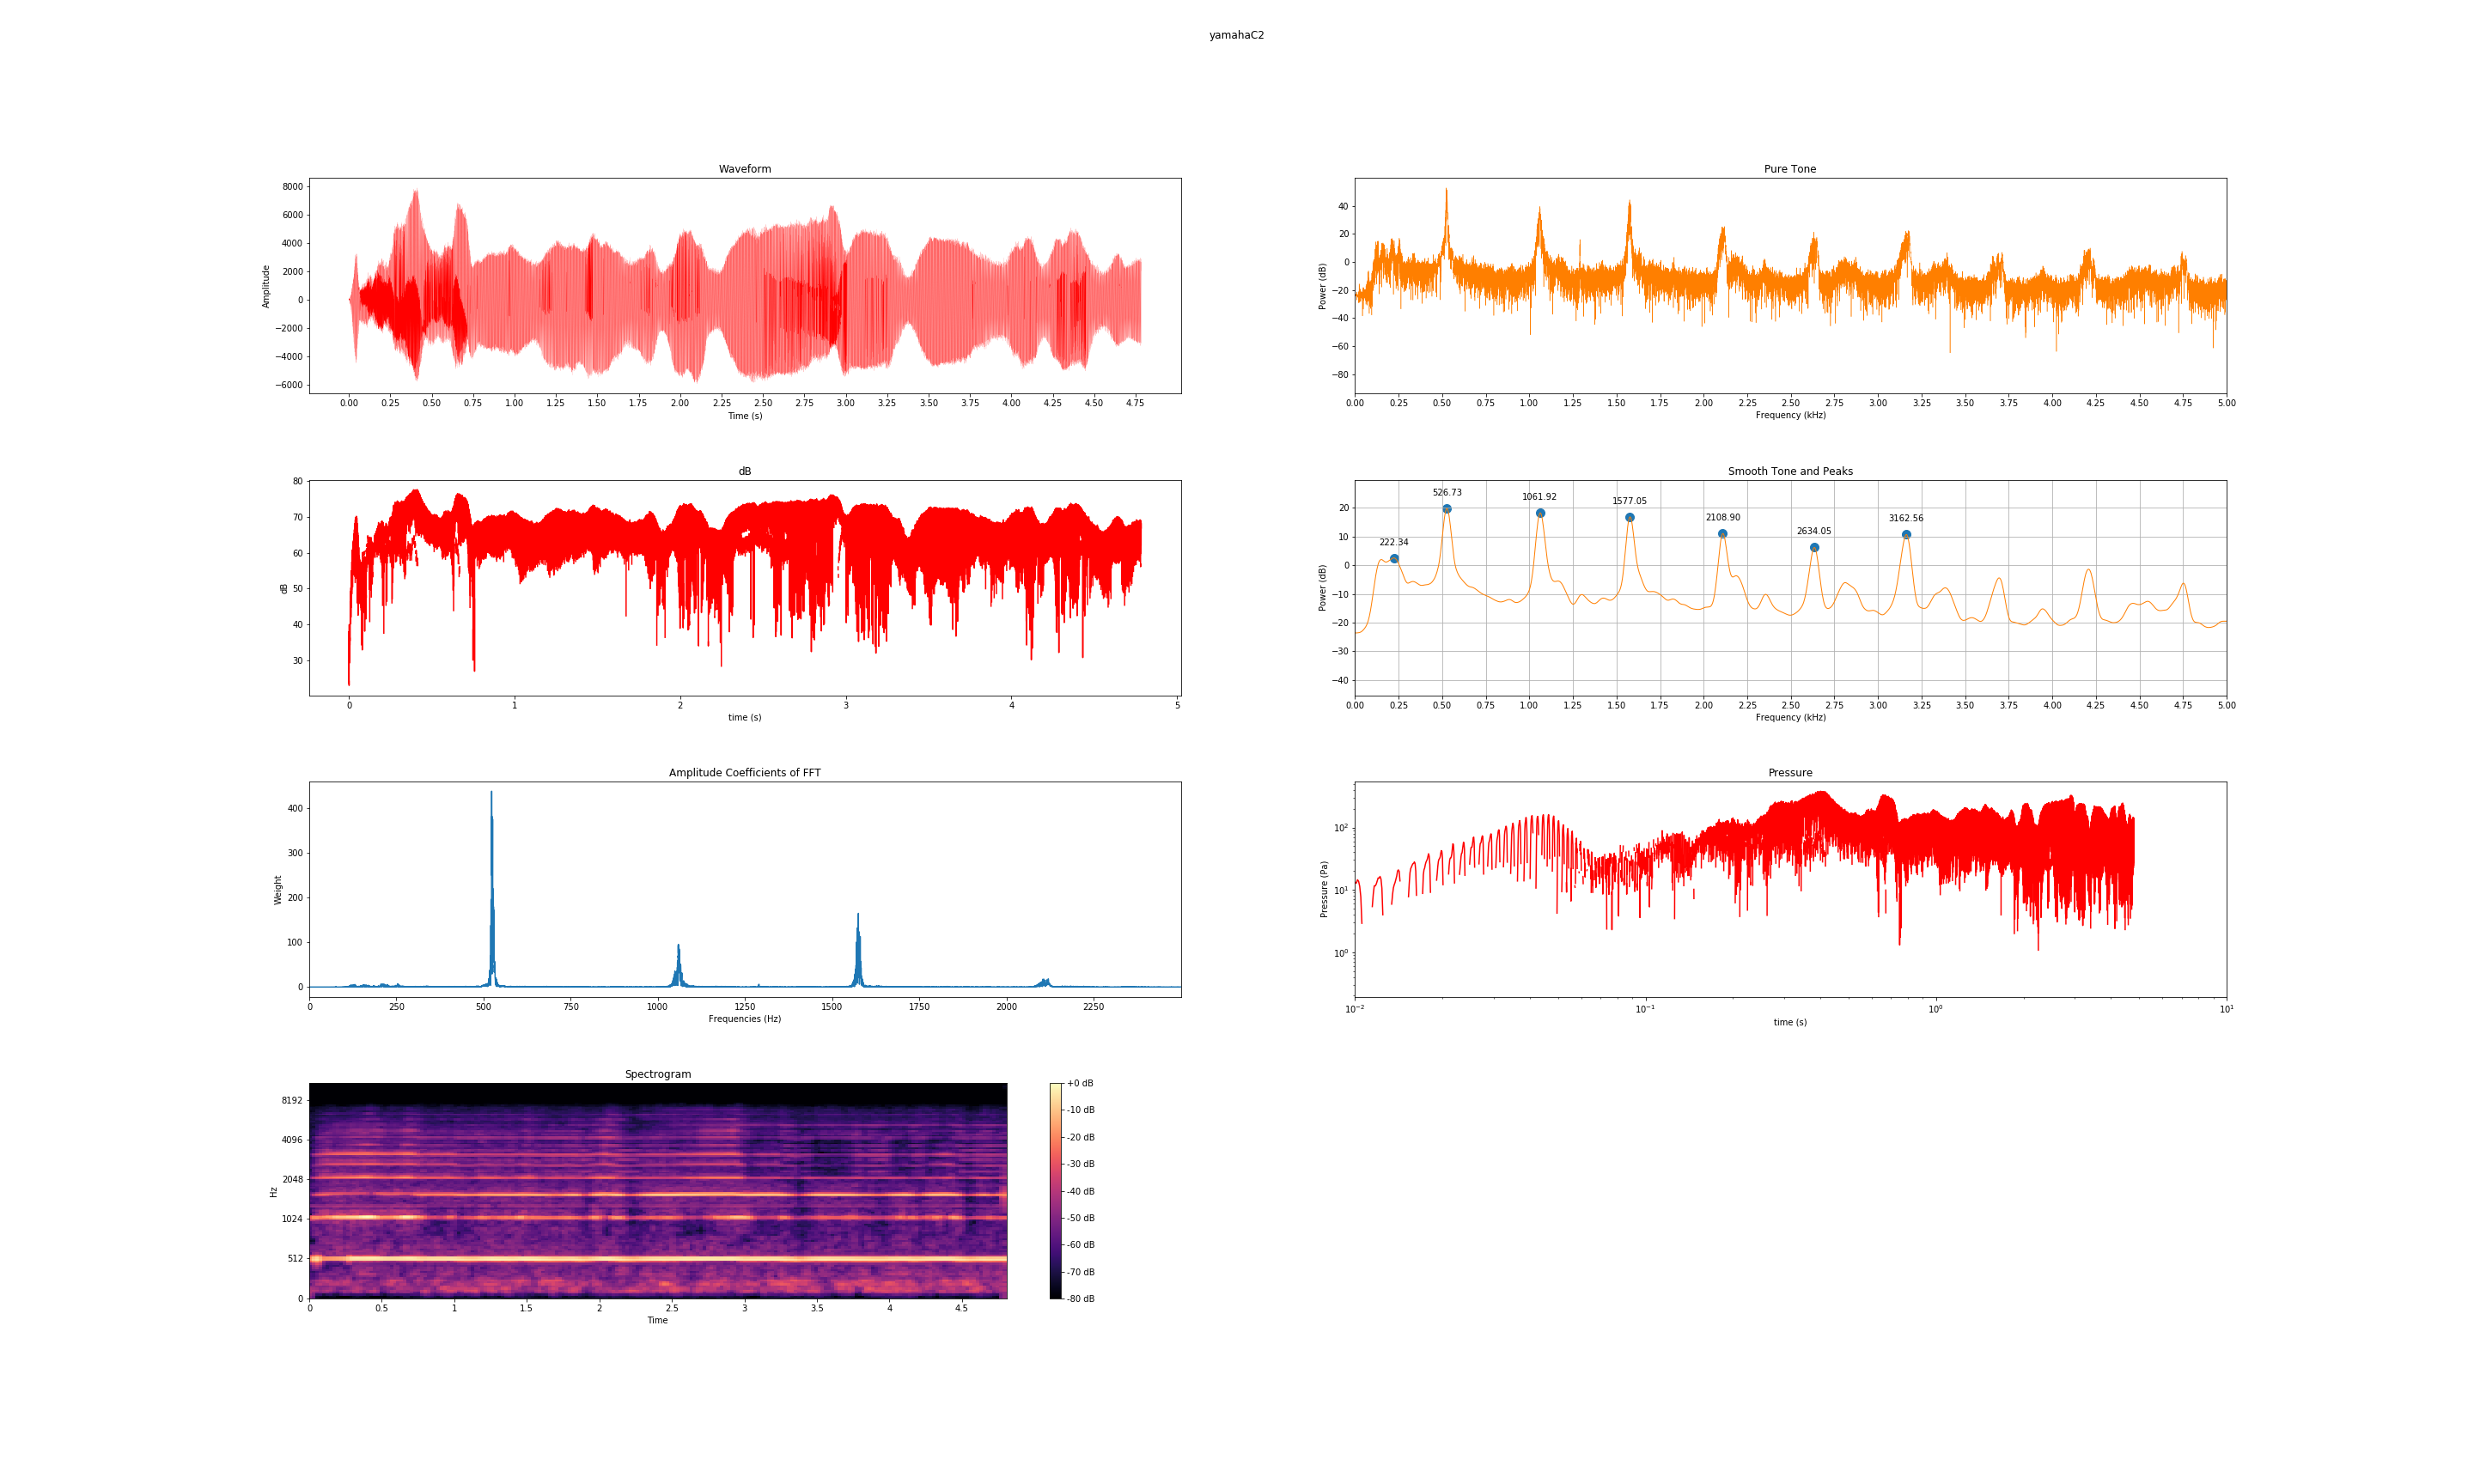 yamahaC2
Waveform
8000
6000
4000
2000
0
−2000
−4000
−6000
Amplitude
0.00 0.25 0.50 0.75 1.00 1.25 1.50 1.75 2.00 2.25 2.50 2.75 3.00 3.25 3.50 3.75 4.00 4.25 4.50 4.75
Time (s)
Pure Tone
40
20
0
−20
−40
−60
−80
Power (dB)
0.00 0.25 0.50 0.75 1.00 1.25 1.50 1.75 2.00 2.25 2.50 2.75 3.00 3.25 3.50 3.75 4.00 4.25 4.50 4.75 5.00
Frequency (kHz)
dB
80
70
60
50
40
30
dB
0 1 2 3 4 5
time (s)
Smooth Tone and Peaks
20
10
0
−10
−20
−30
−40
Power (dB)
222.34
526.73
1061.92
1577.05
2108.90
2634.05
3162.56
0.00 0.25 0.50 0.75 1.00 1.25 1.50 1.75 2.00 2.25 2.50 2.75 3.00 3.25 3.50 3.75 4.00 4.25 4.50 4.75 5.00
Frequency (kHz)
Amplitude Coefficients of FFT
400
300
200
100
0
Weight
0 250 500 750 1000 1250 1500 1750 2000 2250
Frequencies (Hz)
Pressure
10²
10¹
10⁰
Pressure (Pa)
10⁻² 10⁻¹ 10⁰ 10¹
time (s)
Spectrogram
8192
4096
2048
1024
512
0
Hz
0 0.5 1 1.5 2 2.5 3 3.5 4 4.5
Time
+0 dB
-10 dB
-20 dB
-30 dB
-40 dB
-50 dB
-60 dB
-70 dB
-80 dB